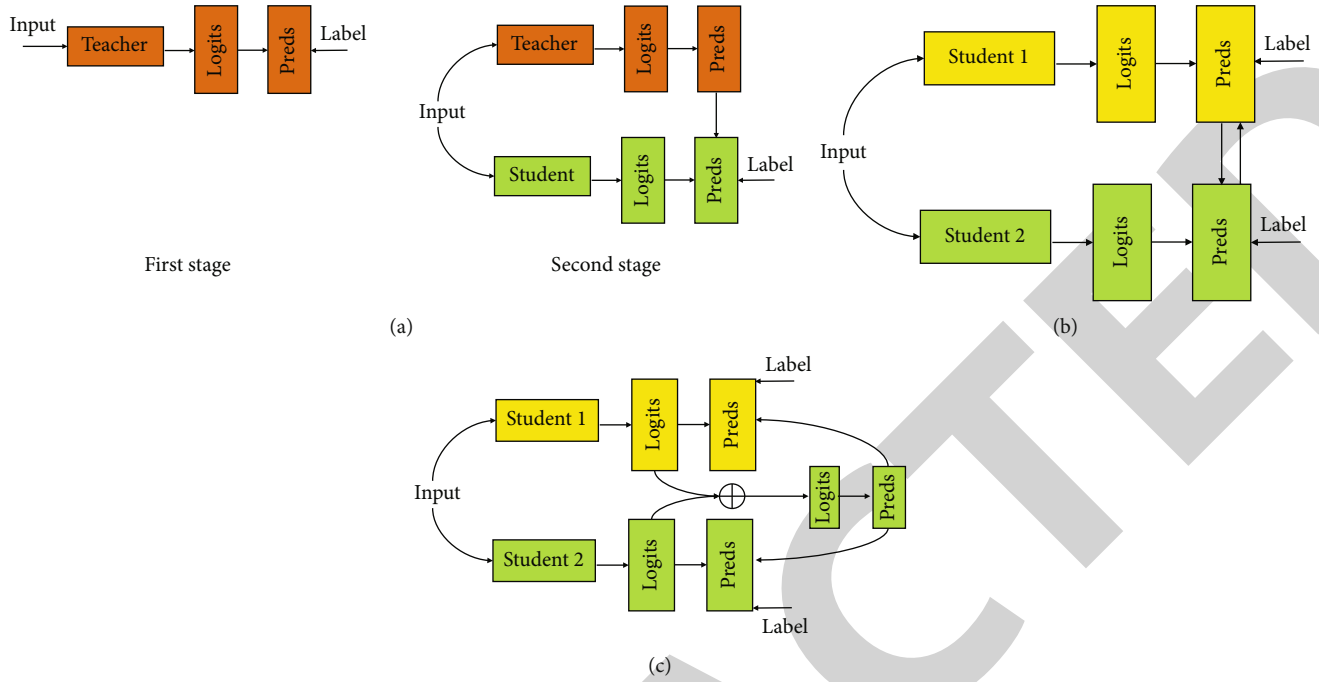 Input
Teacher
Logits
Preds
Label
First stage
Input
Teacher
Logits
Preds
Student
Logits
Preds
Label
Second stage
(a)
Input
Student 1
Logits
Preds
Label
Student 2
Logits
Preds
Label
(b)
Input
Student 1
Logits
Preds
Label
Logits
Preds
Student 2
Logits
Preds
Label
(c)